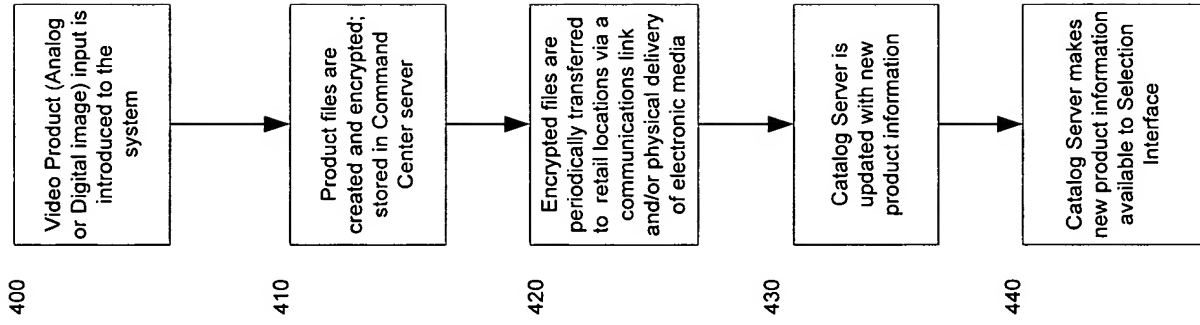 400
Video Product (Analog
or Digital image) input is
introduced to the
system
410
Product files are
created and encrypted;
stored in Command
Center server
420
Encrypted files are
periodically transferred
to retail locations via a
communications link
and/or physical delivery
of electronic media
430
Catalog Server is
updated with new
product information
440
Catalog Server makes
new product information
available to Selection
Interface